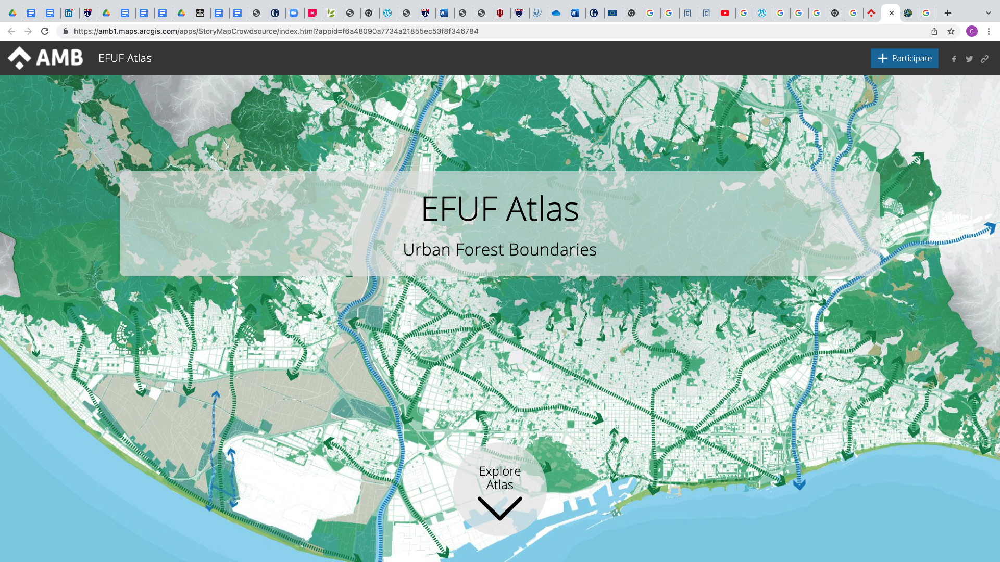 https://amb1.maps.arcgis.com/apps/StoryMapCrowdsource/index.html?appid=f6a48090a7734a21855ec53f8f346784
C
AMB
EFUF Atlas
Participate
EFUF Atlas
Urban Forest Boundaries
Explore
Atlas